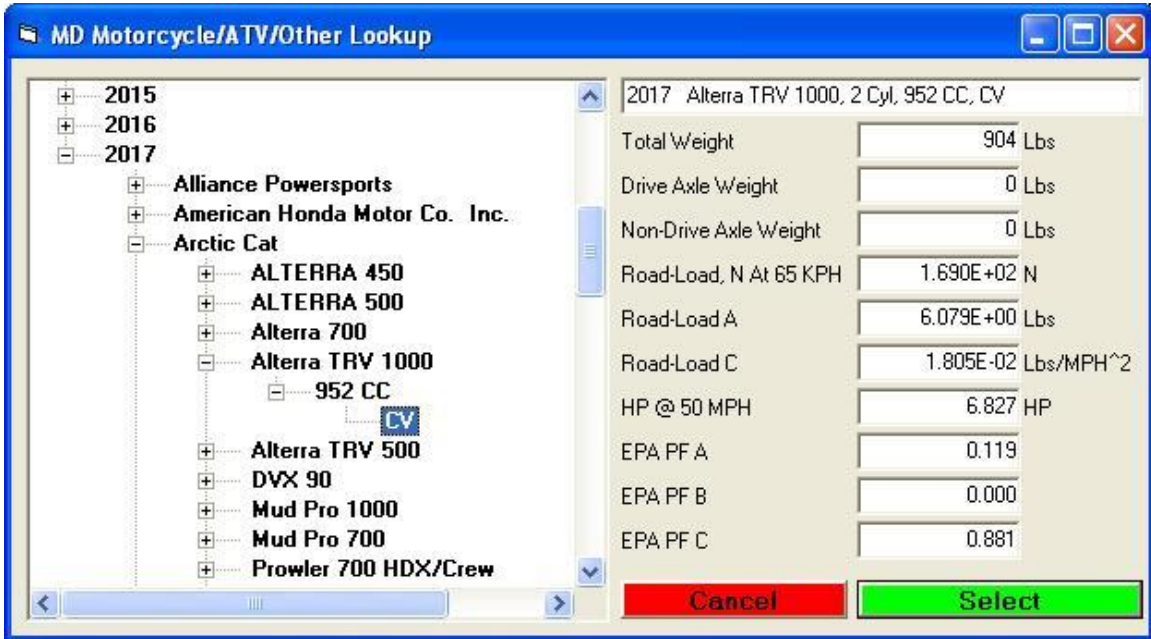 MD Motorcycle/ATV/Other Lookup
2015
2016
2017
Alliance Powersports
American Honda Motor Co.  Inc.
Arctic Cat
ALTERRA 450
ALTERRA 500
Alterra 700
Alterra TRV 1000
952 CC
CV
Alterra TRV 500
DVX 90
Mud Pro 1000
Mud Pro 700
Prowler 700 HDX/Crew
2017   Alterra TRV 1000, 2 Cyl, 952 CC, CV
Total Weight 904 Lbs
Drive Axle Weight 0 Lbs
Non-Drive Axle Weight 0 Lbs
Road-Load, N At 65 KPH 1.690E+02 N
Road-Load A 6.079E+00 Lbs
Road-Load C 1.805E-02 Lbs/MPH^2
HP @ 50 MPH 6.827 HP
EPA PF A 0.119
EPA PF B 0.000
EPA PF C 0.881
Cancel Select